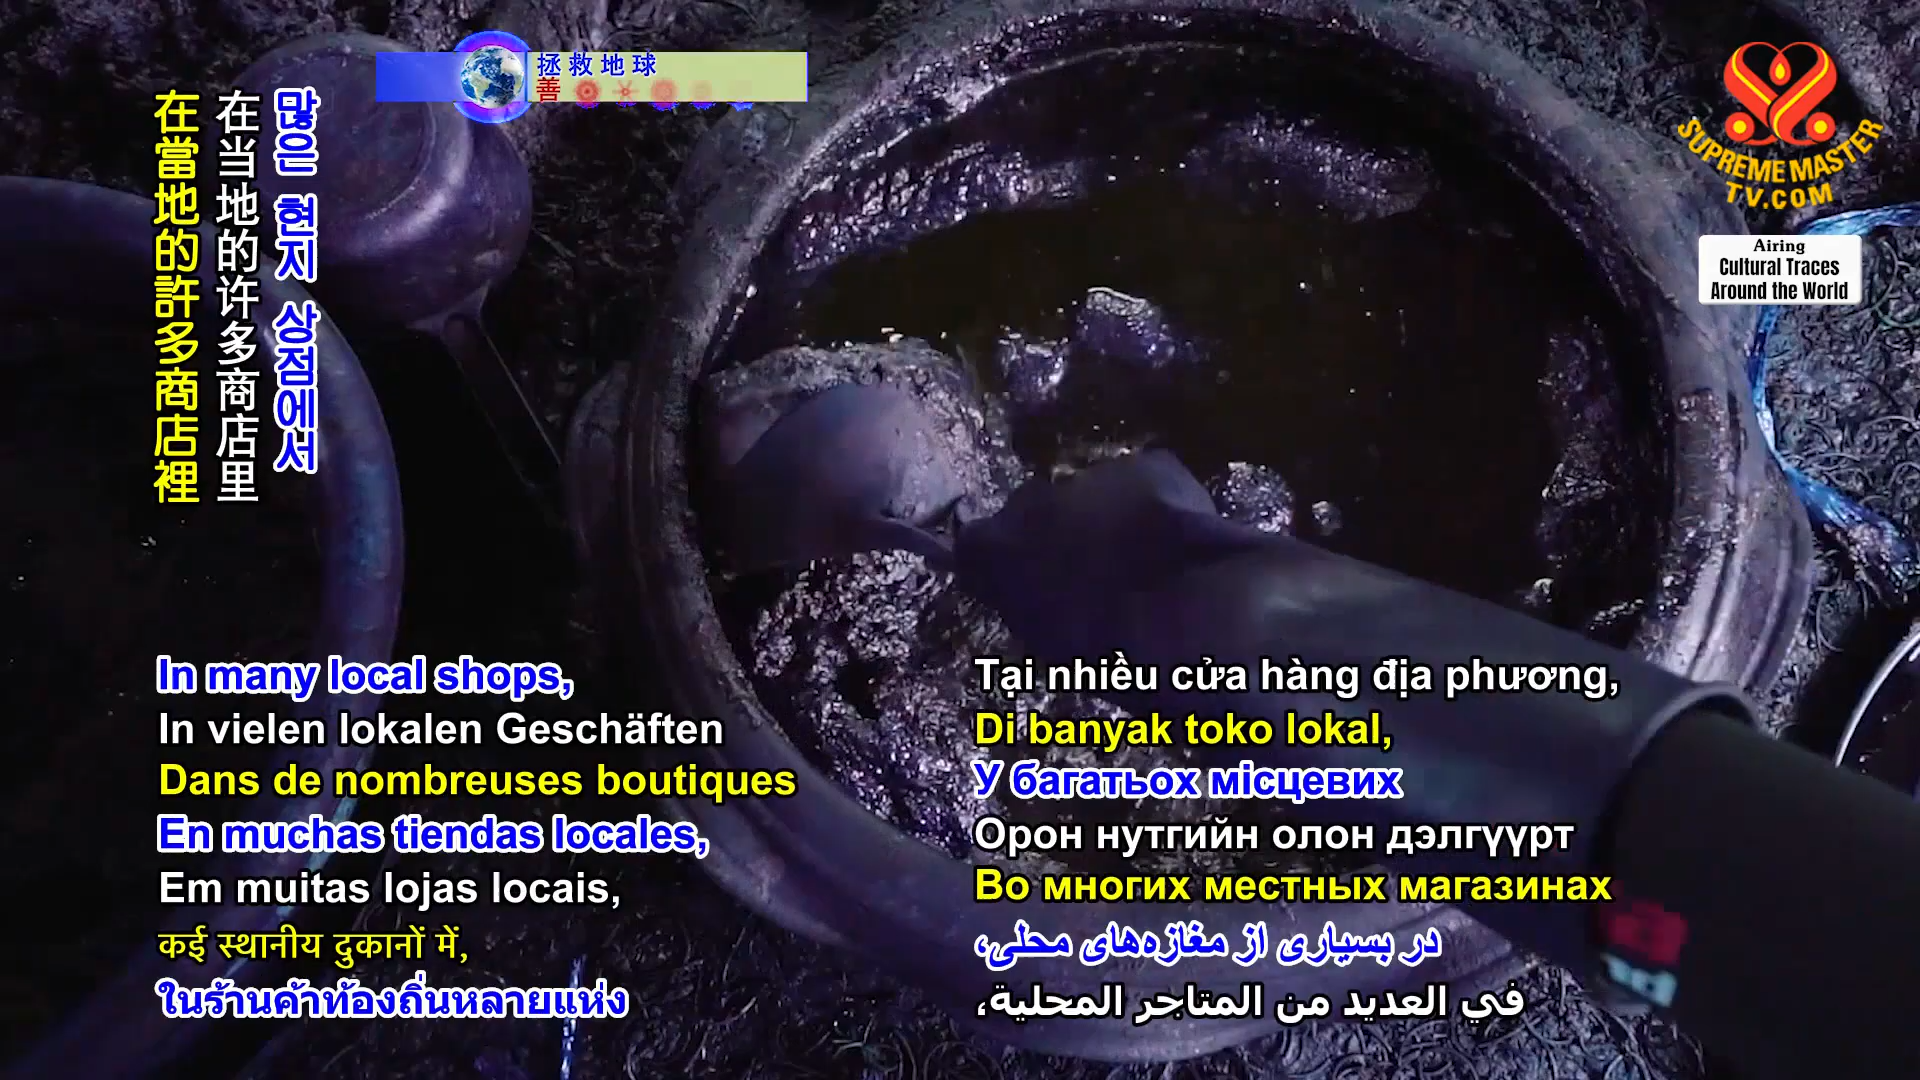 拯救地球
善
SUPREME MASTER
TV.COM
Airing
Cultural Traces
Around the World
많은 현지 상점에서
在当地的许多商店里
在當地的許多商店裡
In many local shops,
In vielen lokalen Geschäften
Dans de nombreuses boutiques
En muchas tiendas locales,
Em muitas lojas locais,
कई स्थानीय दुकानों में,
ในร้านค้าท้องถิ่นหลายแห่ง
Tại nhiều cửa hàng địa phương,
Di banyak toko lokal,
У багатьох місцевих
Орон нутгийн олон дэлгүүрт
Во многих местных магазинах
در بسیاری از مغازه‌های محلی،
في العديد من المتاجر المحلية،